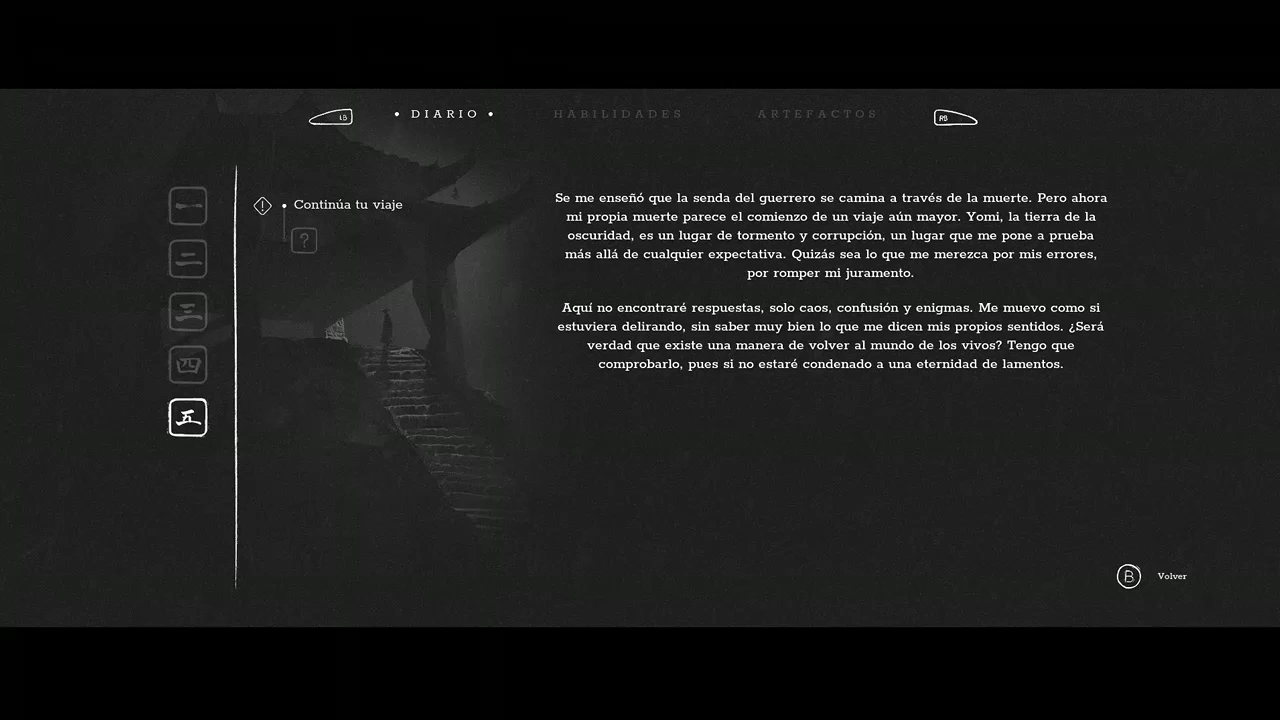 LB
• DIARIO •
HABILIDADES
ARTEFACTOS
RB
一
二
三
四
五
! • Continúa tu viaje
?
Se me enseñó que la senda del guerrero se camina a través de la muerte. Pero ahora
mi propia muerte parece el comienzo de un viaje aún mayor. Yomi, la tierra de la
oscuridad, es un lugar de tormento y corrupción, un lugar que me pone a prueba
más allá de cualquier expectativa. Quizás sea lo que me merezca por mis errores,
por romper mi juramento.
Aquí no encontraré respuestas, solo caos, confusión y enigmas. Me muevo como si
estuviera delirando, sin saber muy bien lo que me dicen mis propios sentidos. ¿Será
verdad que existe una manera de volver al mundo de los vivos? Tengo que
comprobarlo, pues si no estaré condenado a una eternidad de lamentos.
B Volver